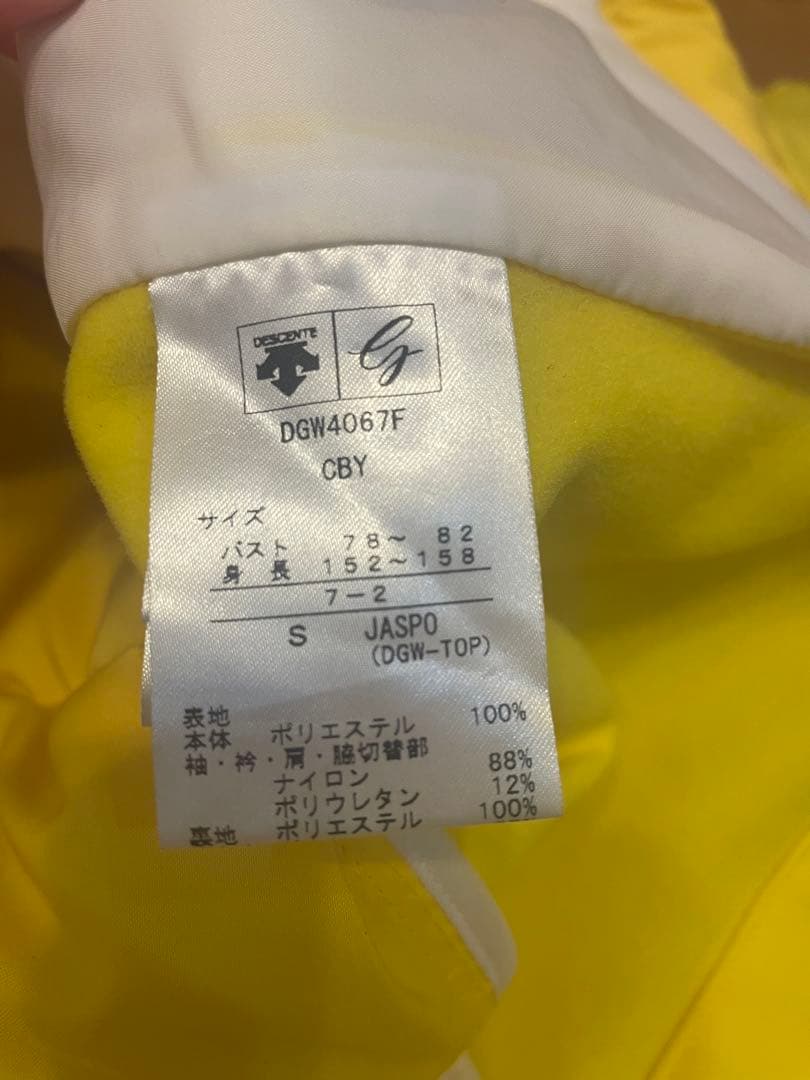 DESCENTE G
DGW4067F
CBY
サイズ
バスト 78～ 82
身 長 152～158
7-2
S JASPO
(DGW-TOP)
表地
本体 ポリエステル 100%
袖・衿・肩・脇切替部
ナイロン 88%
ポリウレタン 12%
裏地 ポリエステル 100%